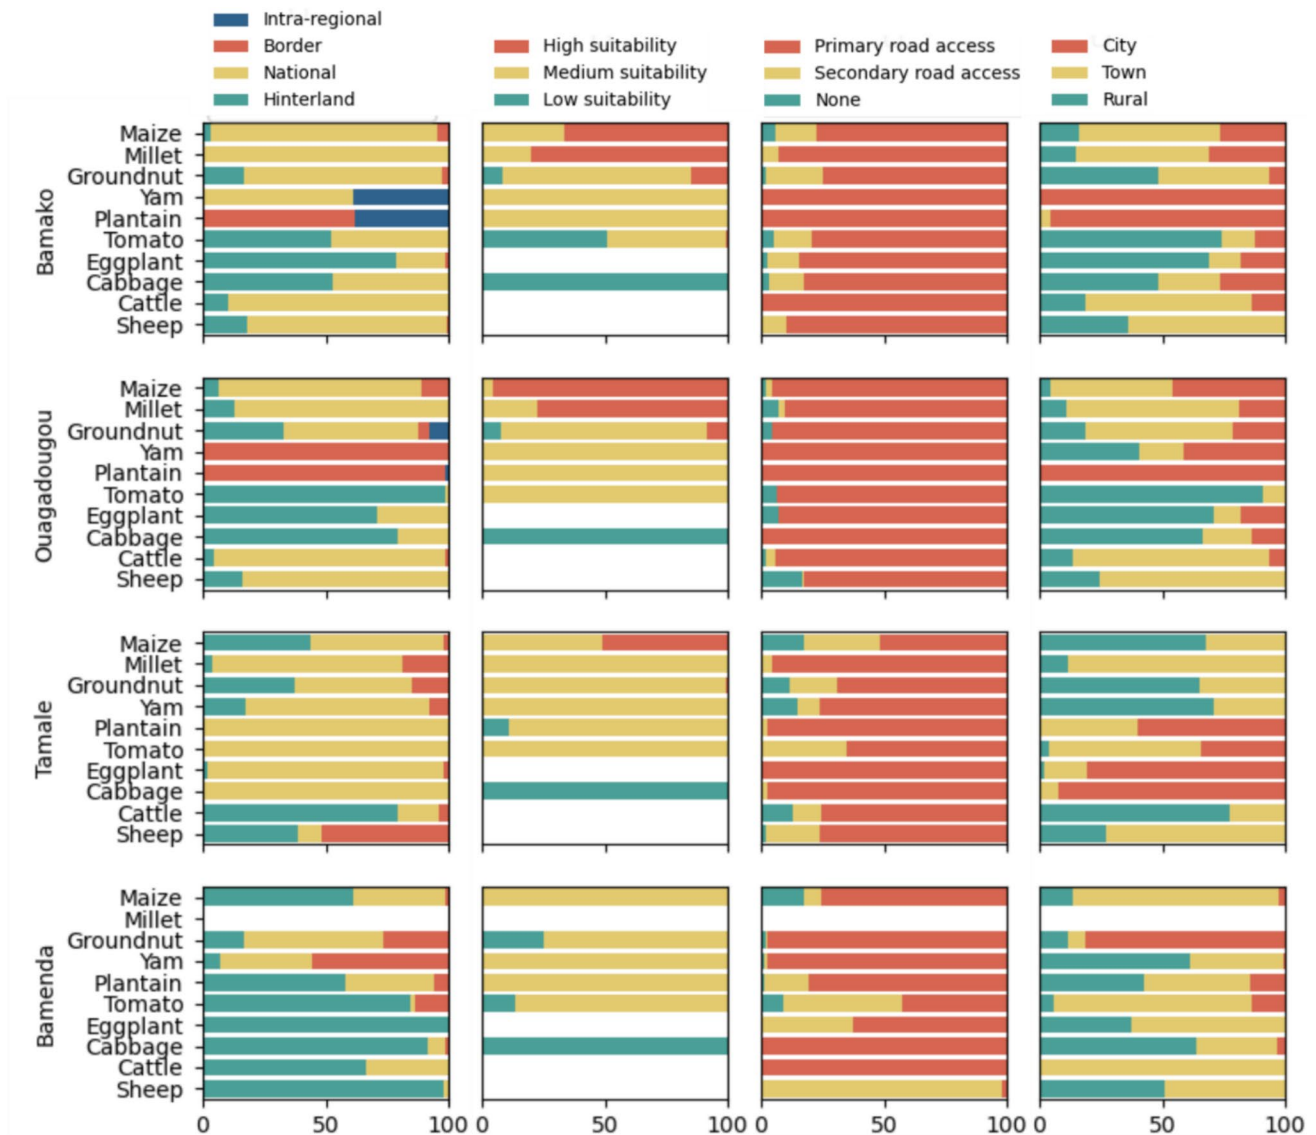 Intra-regional
Border
National
Hinterland
High suitability
Medium suitability
Low suitability
Primary road access
Secondary road access
None
City
Town
Rural
Bamako
Maize
Millet
Groundnut
Yam
Plantain
Tomato
Eggplant
Cabbage
Cattle
Sheep
Ouagadougou
Maize
Millet
Groundnut
Yam
Plantain
Tomato
Eggplant
Cabbage
Cattle
Sheep
Tamale
Maize
Millet
Groundnut
Yam
Plantain
Tomato
Eggplant
Cabbage
Cattle
Sheep
Bamenda
Maize
Millet
Groundnut
Yam
Plantain
Tomato
Eggplant
Cabbage
Cattle
Sheep
0 50 100 0 50 100 0 50 100 0 50 100